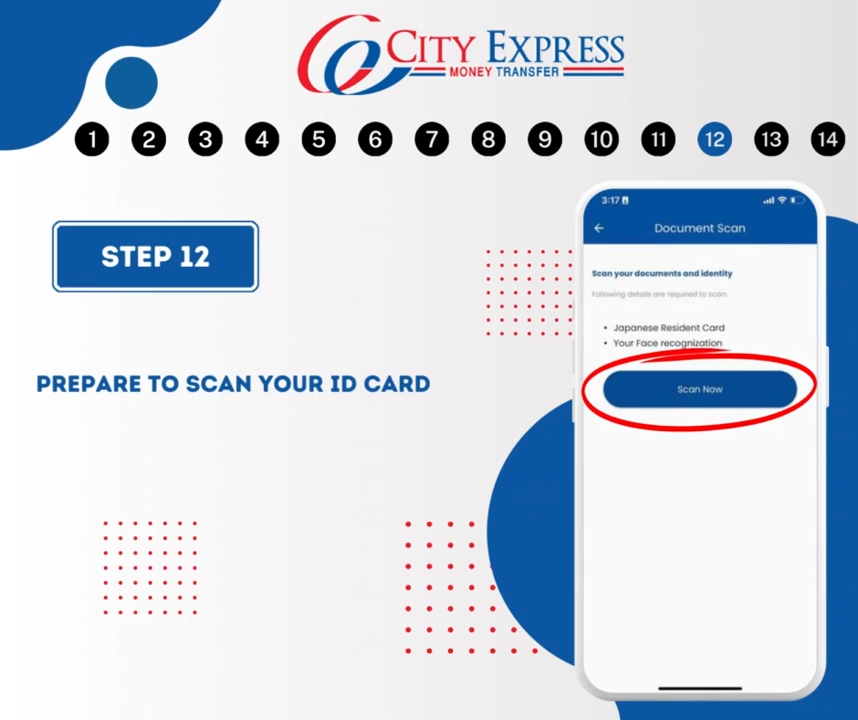 CITY EXPRESS
MONEY TRANSFER
1 2 3 4 5 6 7 8 9 10 11 12 13 14
STEP 12
PREPARE TO SCAN YOUR ID CARD
3:17
Document Scan
Scan your documents and identity
Following details are required to scan
• Japanese Resident Card
• Your Face recognization
Scan Now